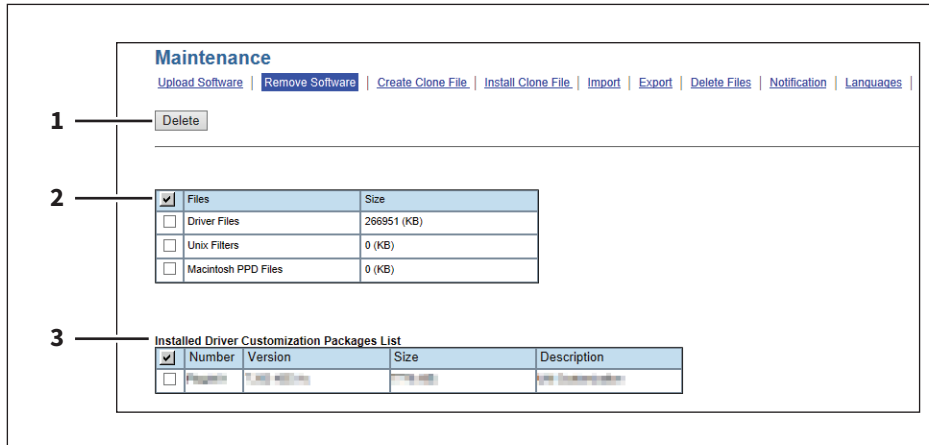 Maintenance
Upload Software | Remove Software | Create Clone File | Install Clone File | Import | Export | Delete Files | Notification | Languages |
1 Delete
2 Files Size
Driver Files 266951 (KB)
Unix Filters 0 (KB)
Macintosh PPD Files 0 (KB)
3 Installed Driver Customization Packages List
Number Version Size Description